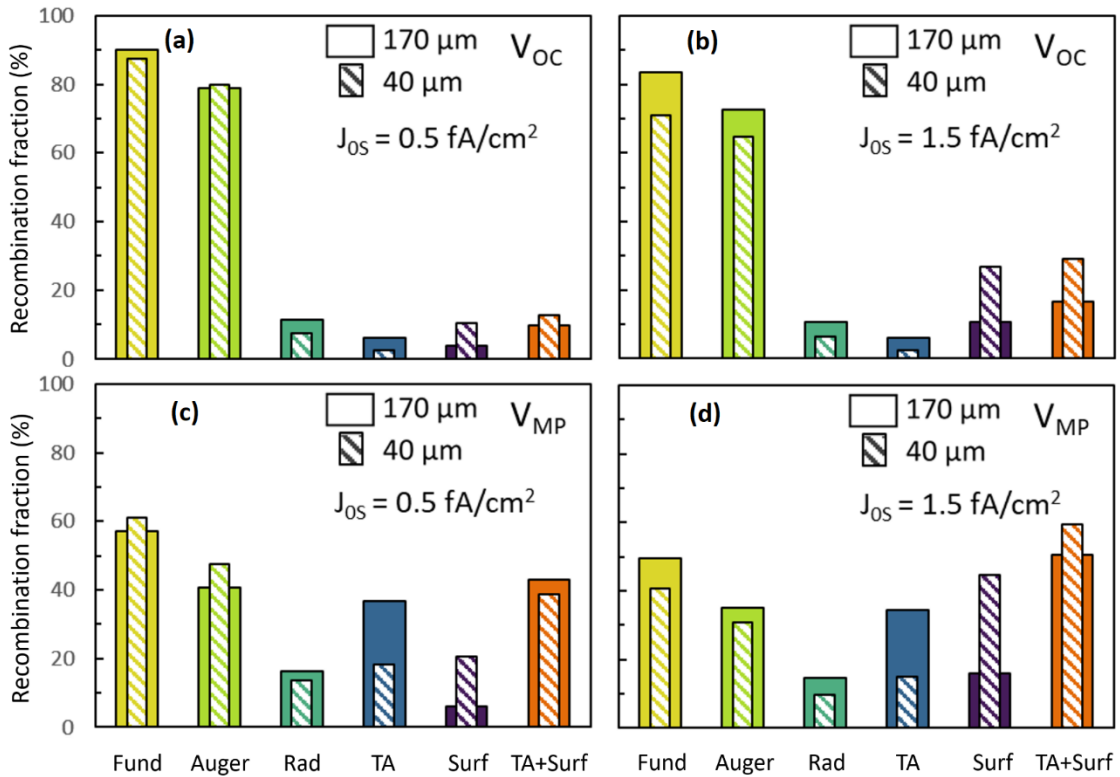 (a)
170 μm
V_OC
40 μm
J_0S = 0.5 fA/cm²
(b)
170 μm
V_OC
40 μm
J_0S = 1.5 fA/cm²
Recombination fraction (%)
100
80
60
40
20
0
(c)
170 μm
V_MP
40 μm
J_0S = 0.5 fA/cm²
(d)
170 μm
V_MP
40 μm
J_0S = 1.5 fA/cm²
Recombination fraction (%)
100
80
60
40
20
0
Fund Auger Rad TA Surf TA+Surf
Fund Auger Rad TA Surf TA+Surf